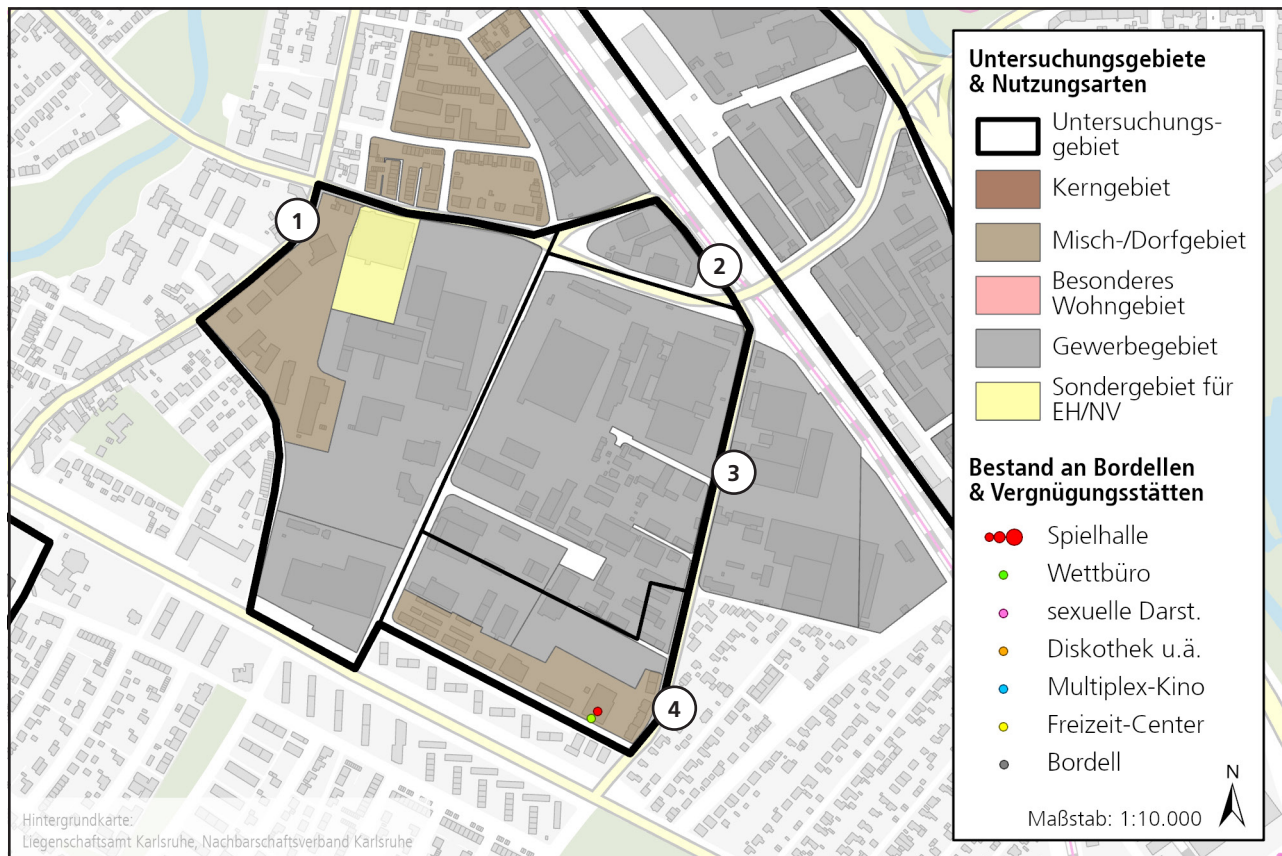 1
2
3
4
Untersuchungsgebiete
& Nutzungsarten
Untersuchungs-
gebiet
Kerngebiet
Misch-/Dorfgebiet
Besonderes
Wohngebiet
Gewerbegebiet
Sondergebiet für
EH/NV
Bestand an Bordellen
& Vergnügungsstätten
Spielhalle
Wettbüro
sexuelle Darst.
Diskothek u.ä.
Multiplex-Kino
Freizeit-Center
Bordell
N
Maßstab: 1:10.000
Hintergrundkarte:
Liegenschaftsamt Karlsruhe, Nachbarschaftsverband Karlsruhe